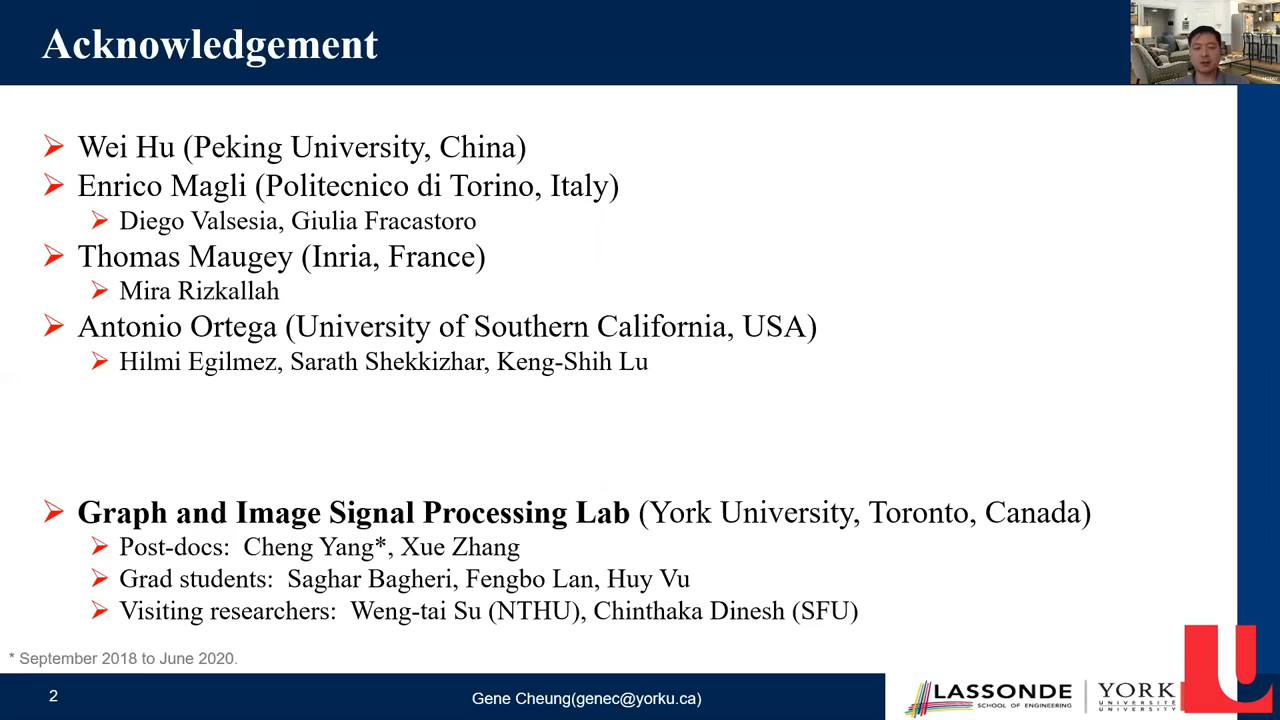 Acknowledgement
Wei Hu (Peking University, China)
Enrico Magli (Politecnico di Torino, Italy)
Diego Valsesia, Giulia Fracastoro
Thomas Maugey (Inria, France)
Mira Rizkallah
Antonio Ortega (University of Southern California, USA)
Hilmi Egilmez, Sarath Shekkizhar, Keng-Shih Lu
Graph and Image Signal Processing Lab (York University, Toronto, Canada)
Post-docs: Cheng Yang*, Xue Zhang
Grad students: Saghar Bagheri, Fengbo Lan, Huy Vu
Visiting researchers: Weng-tai Su (NTHU), Chinthaka Dinesh (SFU)
* September 2018 to June 2020.
2
Gene Cheung(genec@yorku.ca)
LASSONDE
SCHOOL OF ENGINEERING
YORK
UNIVERSITÉ
UNIVERSITY